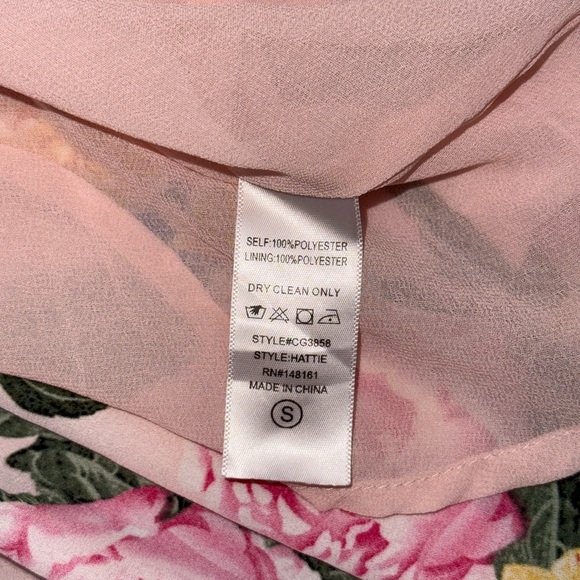 SELF:100%POLYESTER
LINING:100%POLYESTER
DRY CLEAN ONLY
STYLE#CG3858
STYLE:HATTIE
RN#148161
MADE IN CHINA
S